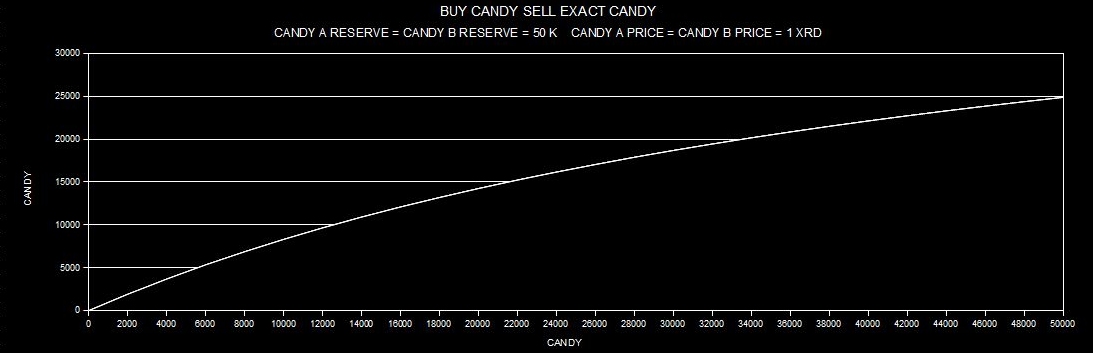 BUY CANDY SELL EXACT CANDY
CANDY A RESERVE = CANDY B RESERVE = 50 K    CANDY A PRICE = CANDY B PRICE = 1 XRD
30000
25000
20000
15000
10000
5000
0
CANDY
0 2000 4000 6000 8000 10000 12000 14000 16000 18000 20000 22000 24000 26000 28000 30000 32000 34000 36000 38000 40000 42000 44000 46000 48000 50000
CANDY